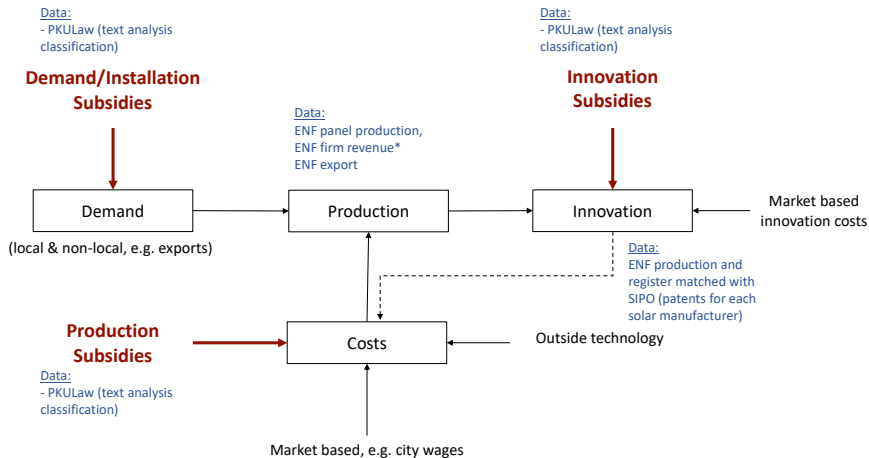 Data:
- PKULaw (text analysis
classification)
Demand/Installation
Subsidies
Data:
- PKULaw (text analysis
classification)
Innovation
Subsidies
Data:
ENF panel production,
ENF firm revenue*
ENF export
Demand
Production
Innovation
Market based
innovation costs
(local & non-local, e.g. exports)
Data:
ENF production and
register matched with
SIPO (patents for each
solar manufacturer)
Production
Subsidies
Costs
Outside technology
Data:
- PKULaw (text analysis
classification)
Market based, e.g. city wages